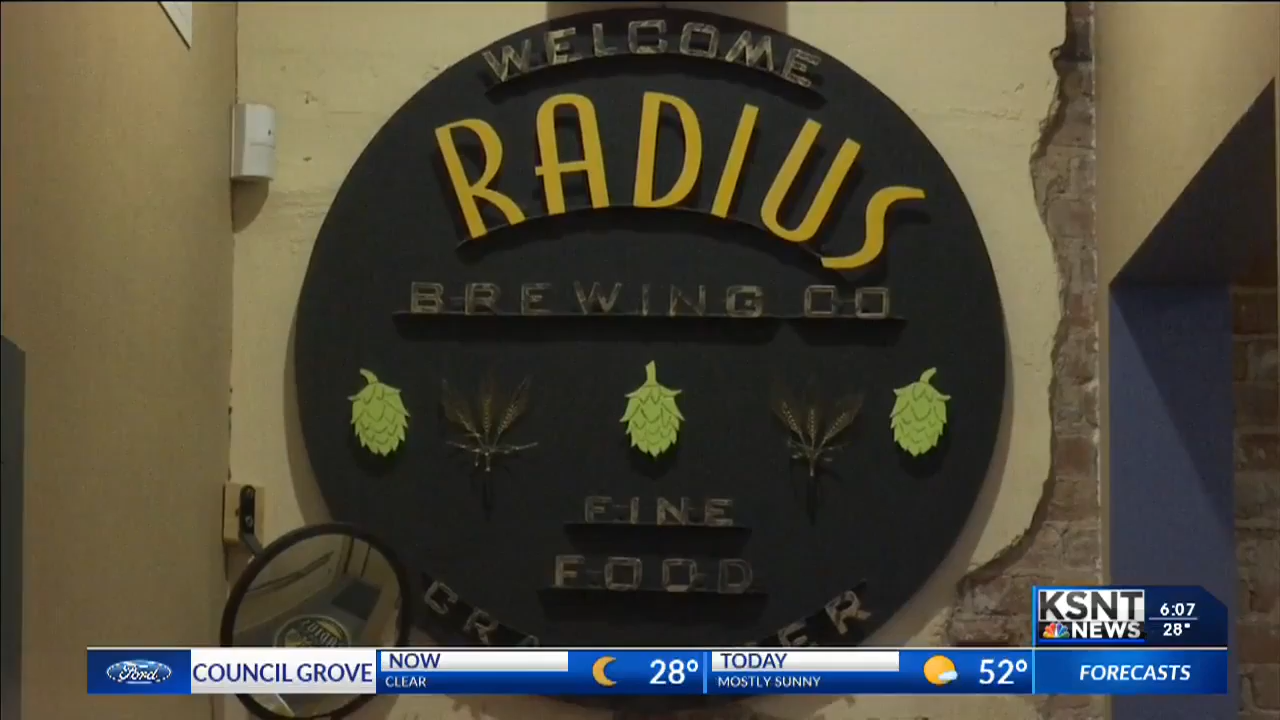 WELCOME
RADIUS
BREWING CO
FINE
FOOD
KSNT
NEWS
6:07
28°
Ford
COUNCIL GROVE
NOW
CLEAR
28°
TODAY
MOSTLY SUNNY
52°
FORECASTS